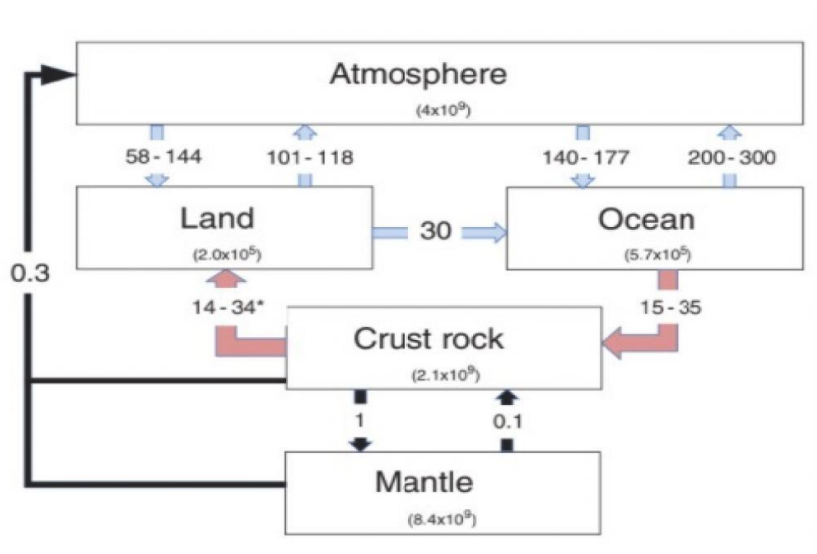 Atmosphere
(4x10⁹)
58 - 144
101 - 118
140 - 177
200 - 300
Land
(2.0x10⁵)
30
Ocean
(5.7x10⁵)
0.3
14 - 34*
15 - 35
Crust rock
(2.1x10⁹)
1
0.1
Mantle
(8.4x10⁹)